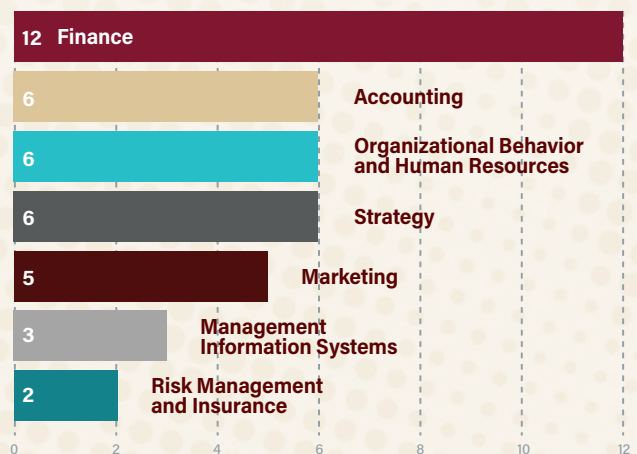 12 Finance
6 Accounting
6 Organizational Behavior
and Human Resources
6 Strategy
5 Marketing
3 Management
Information Systems
2 Risk Management
and Insurance
0 2 4 6 8 10 12